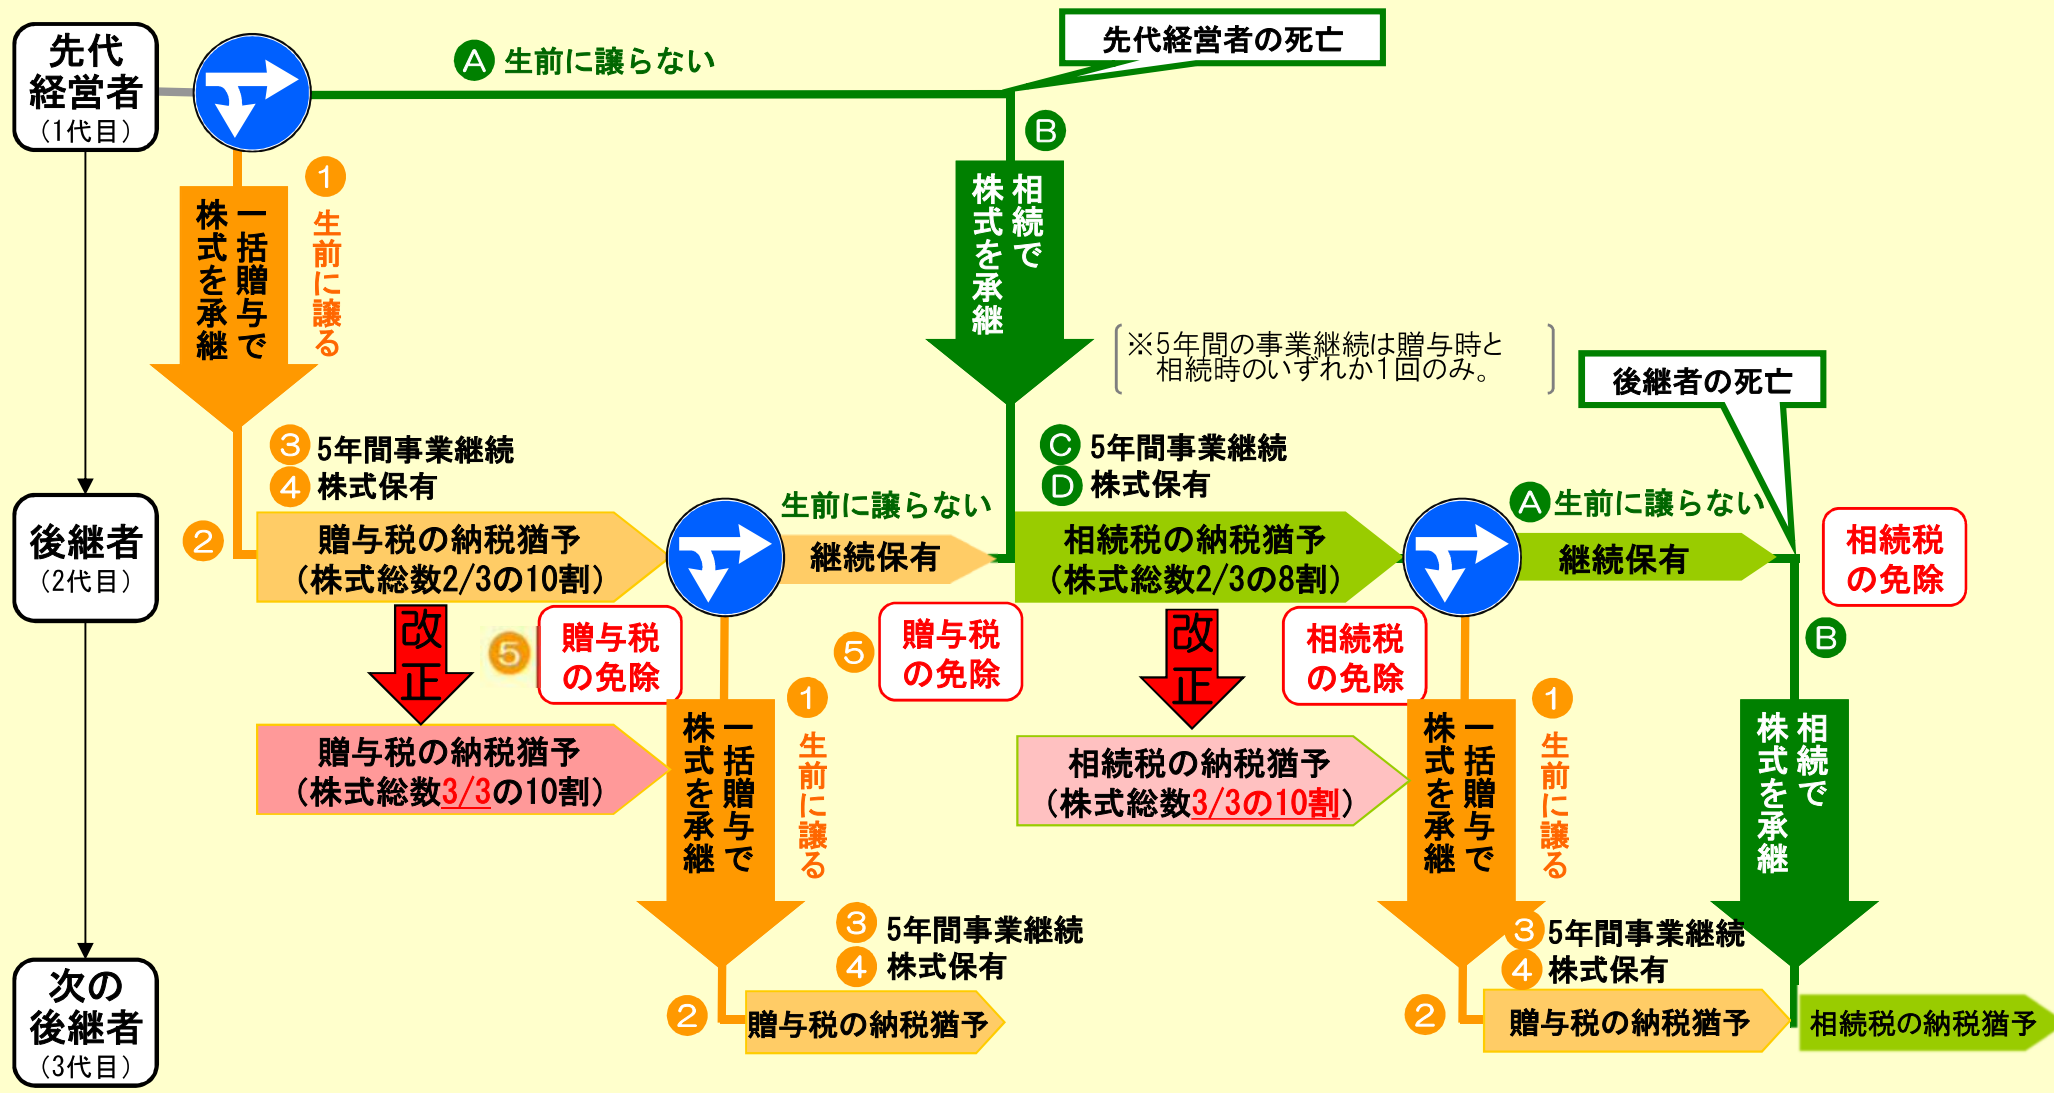 先代
経営者
（1代目）
A 生前に譲らない
先代経営者の死亡
B
1
生前に譲る
一括贈与で
株式を承継
相続で
株式を承継
※5年間の事業継続は贈与時と
相続時のいずれか1回のみ。
後継者の死亡
後継者
（2代目）
2
3 5年間事業継続
4 株式保有
贈与税の納税猶予
（株式総数2/3の10割）
改正
贈与税の納税猶予
（株式総数3/3の10割）
5
贈与税
の免除
生前に譲らない
継続保有
5
贈与税
の免除
1
生前に譲る
一括贈与で
株式を承継
C 5年間事業継続
D 株式保有
相続税の納税猶予
（株式総数2/3の8割）
改正
相続税の納税猶予
（株式総数3/3の10割）
相続税
の免除
A 生前に譲らない
継続保有
相続税
の免除
B
1
生前に譲る
一括贈与で
株式を承継
相続で
株式を承継
次の
後継者
（3代目）
3 5年間事業継続
4 株式保有
2
贈与税の納税猶予
3 5年間事業継続
4 株式保有
2
贈与税の納税猶予
相続税の納税猶予